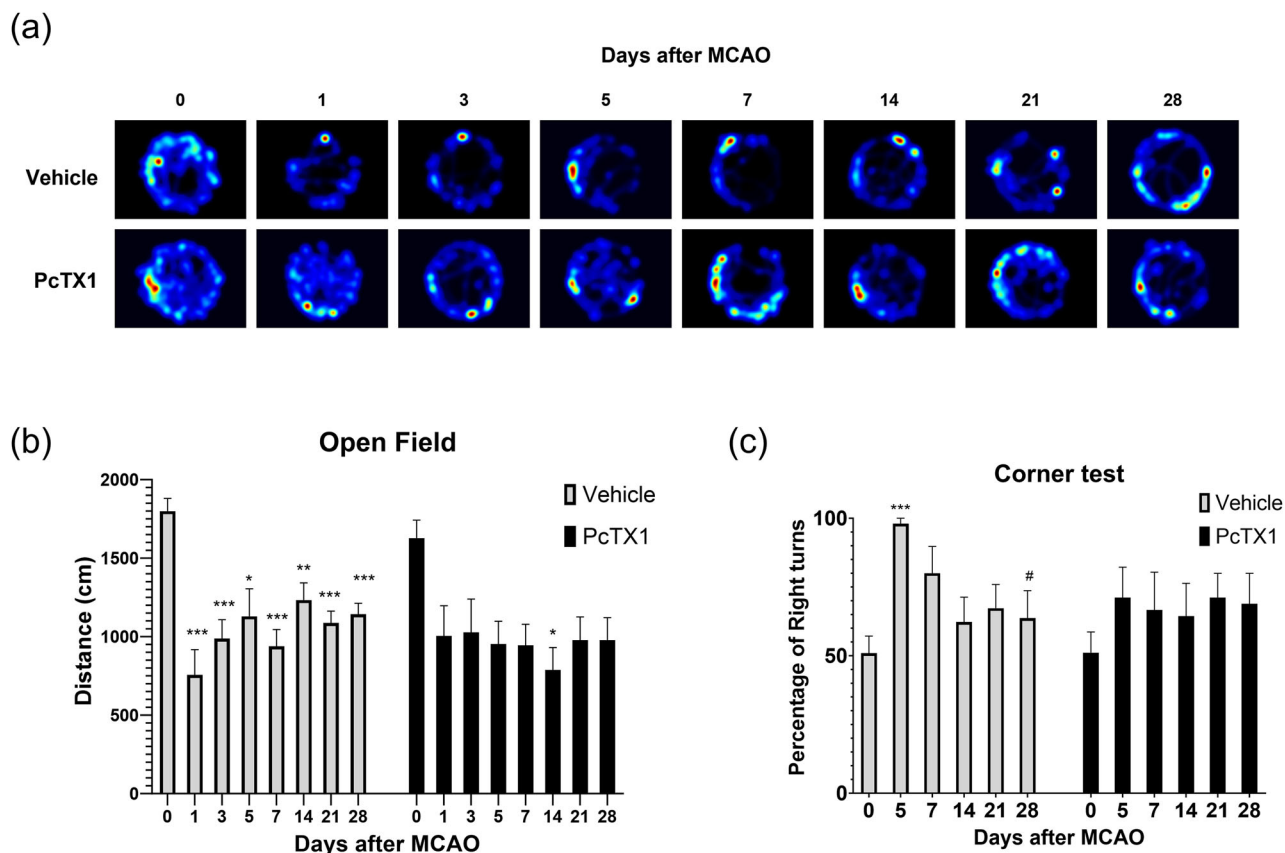 (a)
Days after MCAO
0 1 3 5 7 14 21 28
Vehicle
PcTX1
(b)
Open Field
Vehicle
PcTX1
Distance (cm)
2000
1500
1000
500
0
*** *** * *** ** *** ***
*
0 1 3 5 7 14 21 28 0 1 3 5 7 14 21 28
Days after MCAO
(c)
Corner test
Vehicle
PcTX1
Percentage of Right turns
100
50
0
*** #
0 5 7 14 21 28 0 5 7 14 21 28
Days after MCAO